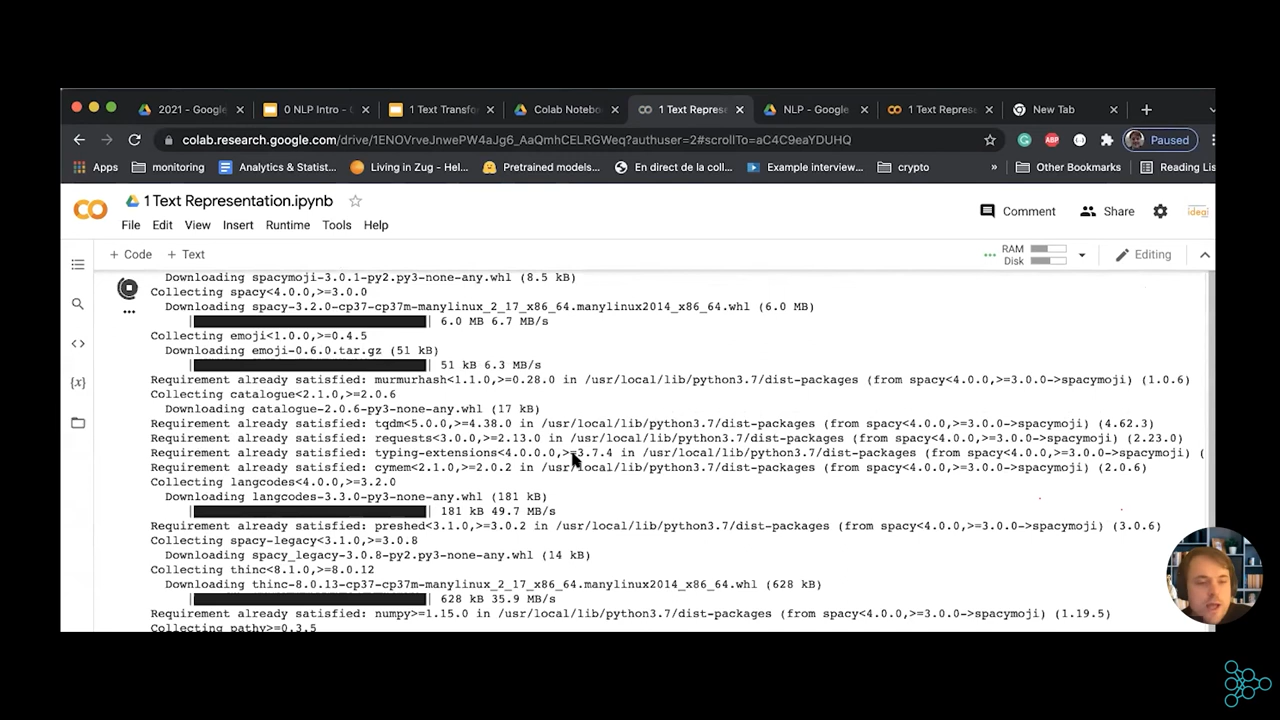 2021 - Google
0 NLP Intro -
1 Text Transfo
Colab Notebo
1 Text Represe
NLP - Google
1 Text Represe
New Tab
colab.research.google.com/drive/1ENOVrveJnwePW4aJg6_AaQmhCELRGWeq?authuser=2#scrollTo=aC4C9eaYDUHQ
ABP
Paused
Apps
monitoring
Analytics & Statist...
Living in Zug - Hel...
Pretrained models...
En direct de la coll...
Example interview...
crypto
»
Other Bookmarks
Reading Lis
1 Text Representation.ipynb
File Edit View Insert Runtime Tools Help
Comment
Share
+ Code + Text
RAM
Disk
Editing
Downloading spacymoji-3.0.1-py2.py3-none-any.whl (8.5 kB)
Collecting spacy<4.0.0,>=3.0.0
Downloading spacy-3.2.0-cp37-cp37m-manylinux_2_17_x86_64.manylinux2014_x86_64.whl (6.0 MB)
| 6.0 MB 6.7 MB/s
Collecting emoji<1.0.0,>=0.4.5
Downloading emoji-0.6.0.tar.gz (51 kB)
| 51 kB 6.3 MB/s
Requirement already satisfied: murmurhash<1.1.0,>=0.28.0 in /usr/local/lib/python3.7/dist-packages (from spacy<4.0.0,>=3.0.0->spacymoji) (1.0.6)
Collecting catalogue<2.1.0,>=2.0.6
Downloading catalogue-2.0.6-py3-none-any.whl (17 kB)
Requirement already satisfied: tqdm<5.0.0,>=4.38.0 in /usr/local/lib/python3.7/dist-packages (from spacy<4.0.0,>=3.0.0->spacymoji) (4.62.3)
Requirement already satisfied: requests<3.0.0,>=2.13.0 in /usr/local/lib/python3.7/dist-packages (from spacy<4.0.0,>=3.0.0->spacymoji) (2.23.0)
Requirement already satisfied: typing-extensions<4.0.0.0,>=3.7.4 in /usr/local/lib/python3.7/dist-packages (from spacy<4.0.0,>=3.0.0->spacymoji) (
Requirement already satisfied: cymem<2.1.0,>=2.0.2 in /usr/local/lib/python3.7/dist-packages (from spacy<4.0.0,>=3.0.0->spacymoji) (2.0.6)
Collecting langcodes<4.0.0,>=3.2.0
Downloading langcodes-3.3.0-py3-none-any.whl (181 kB)
| 181 kB 49.7 MB/s
Requirement already satisfied: preshed<3.1.0,>=3.0.2 in /usr/local/lib/python3.7/dist-packages (from spacy<4.0.0,>=3.0.0->spacymoji) (3.0.6)
Collecting spacy-legacy<3.1.0,>=3.0.8
Downloading spacy_legacy-3.0.8-py2.py3-none-any.whl (14 kB)
Collecting thinc<8.1.0,>=8.0.12
Downloading thinc-8.0.13-cp37-cp37m-manylinux_2_17_x86_64.manylinux2014_x86_64.whl (628 kB)
| 628 kB 35.9 MB/s
Requirement already satisfied: numpy>=1.15.0 in /usr/local/lib/python3.7/dist-packages (from spacy<4.0.0,>=3.0.0->spacymoji) (1.19.5)
Collecting pathy>=0.3.5